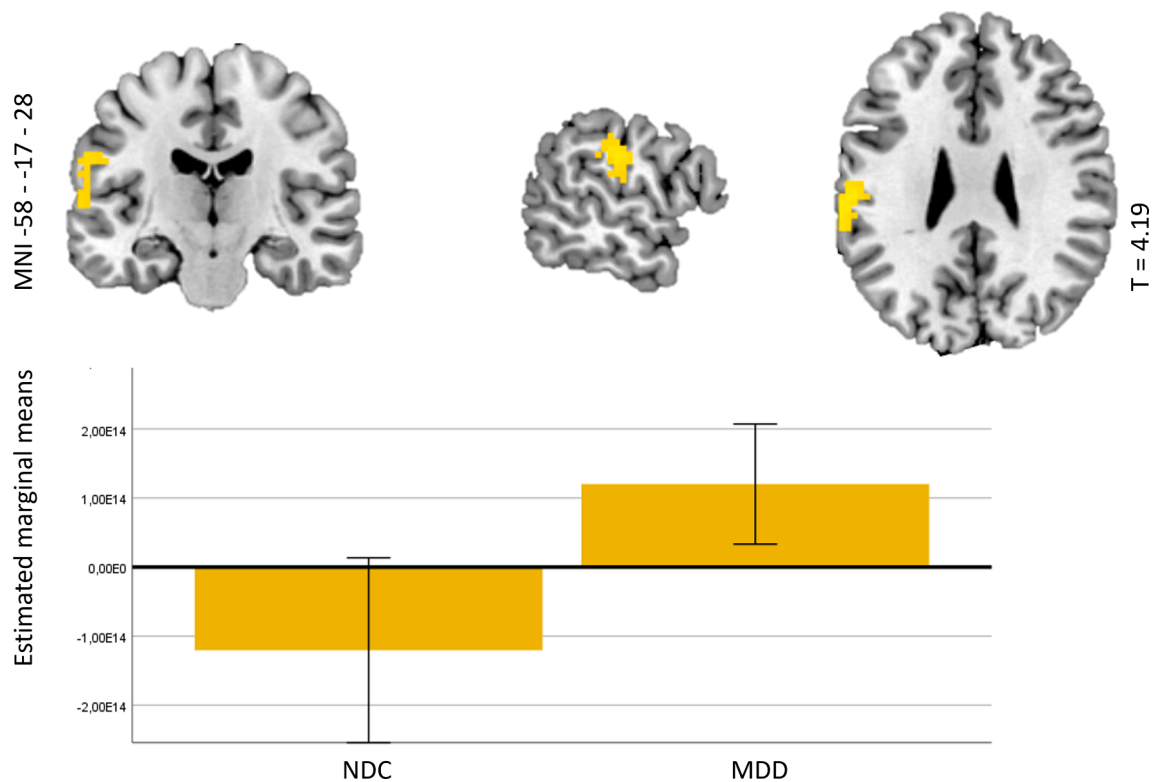 MNI -58 - -17 - 28
T = 4.19
Estimated marginal means
2,00E14
1,00E14
0,00E0
-1,00E14
-2,00E14
NDC
MDD